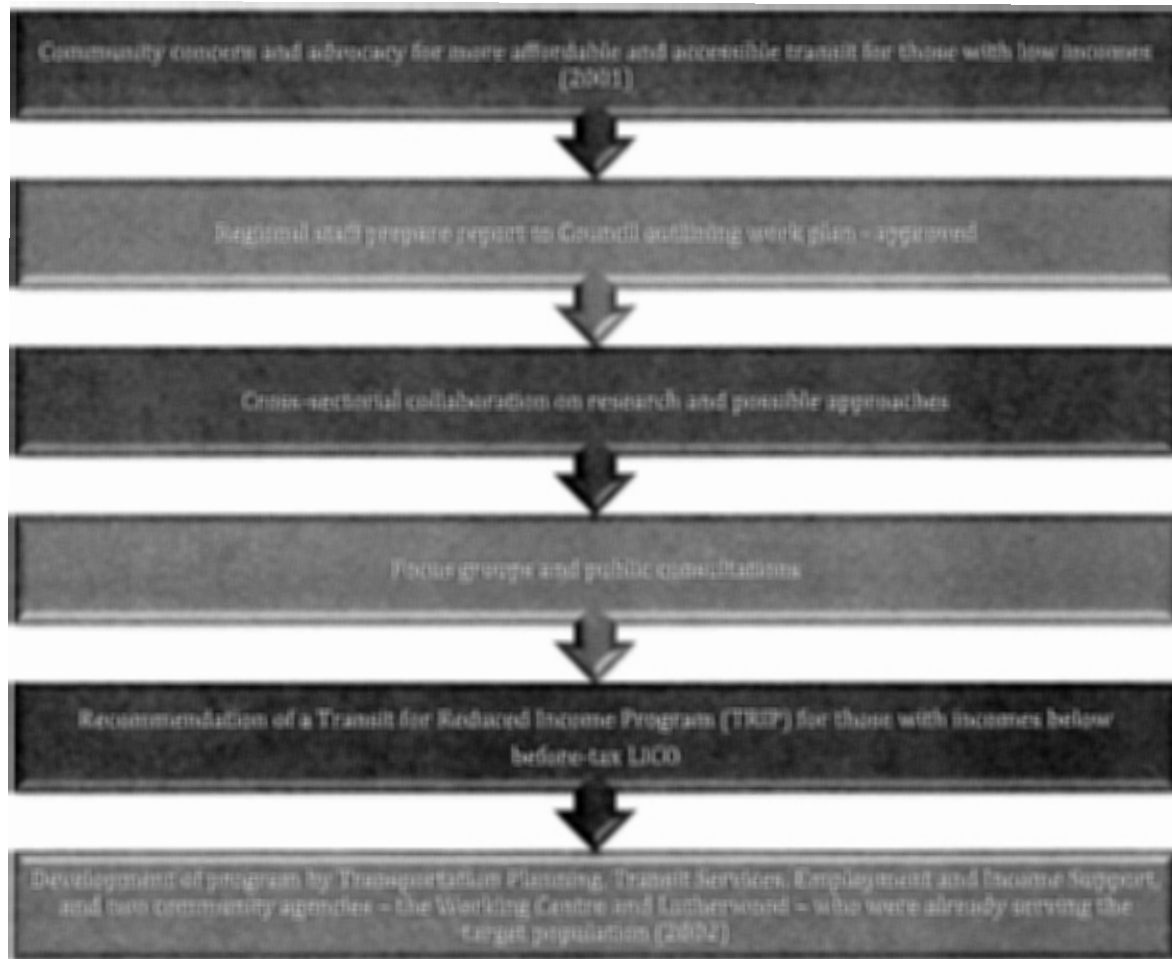 Community concern and advocacy for more affordable and accessible transit for those with low incomes
(2001)
Regional staff prepare report to Council outlining work plan - approved
Cross-sectorial collaboration on research and possible approaches
Focus groups and public consultations
Recommendation of a Transit for Reduced Income Program (TRIP) for those with incomes below
before-tax LICO
Development of program by Transportation Planning, Transit Services, Employment and Income Support,
and two community agencies – the Working Centre and Lutherwood – who were already serving the
target population (2002)